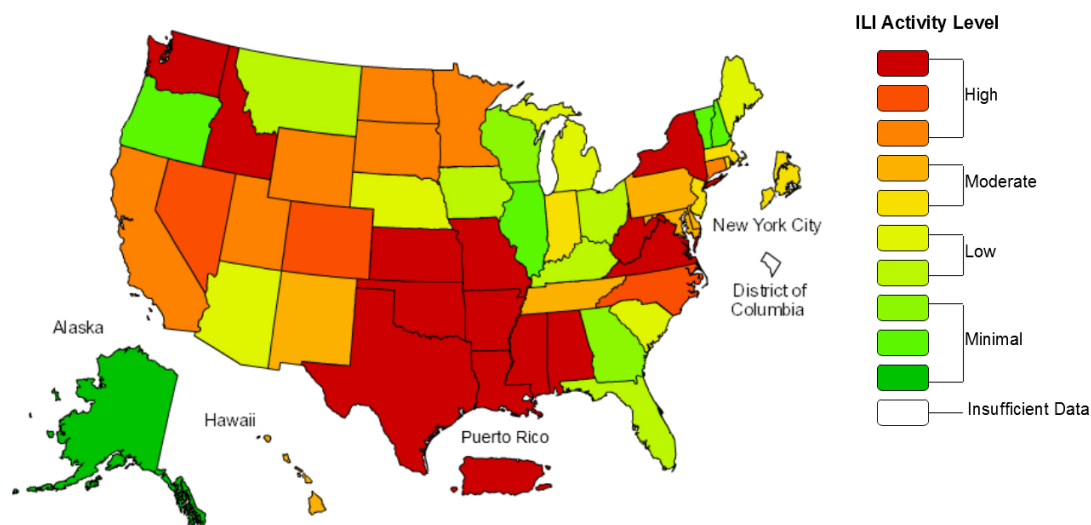 ILI Activity Level
High
Moderate
Low
Minimal
Insufficient Data
New York City
District of
Columbia
Alaska
Hawaii
Puerto Rico